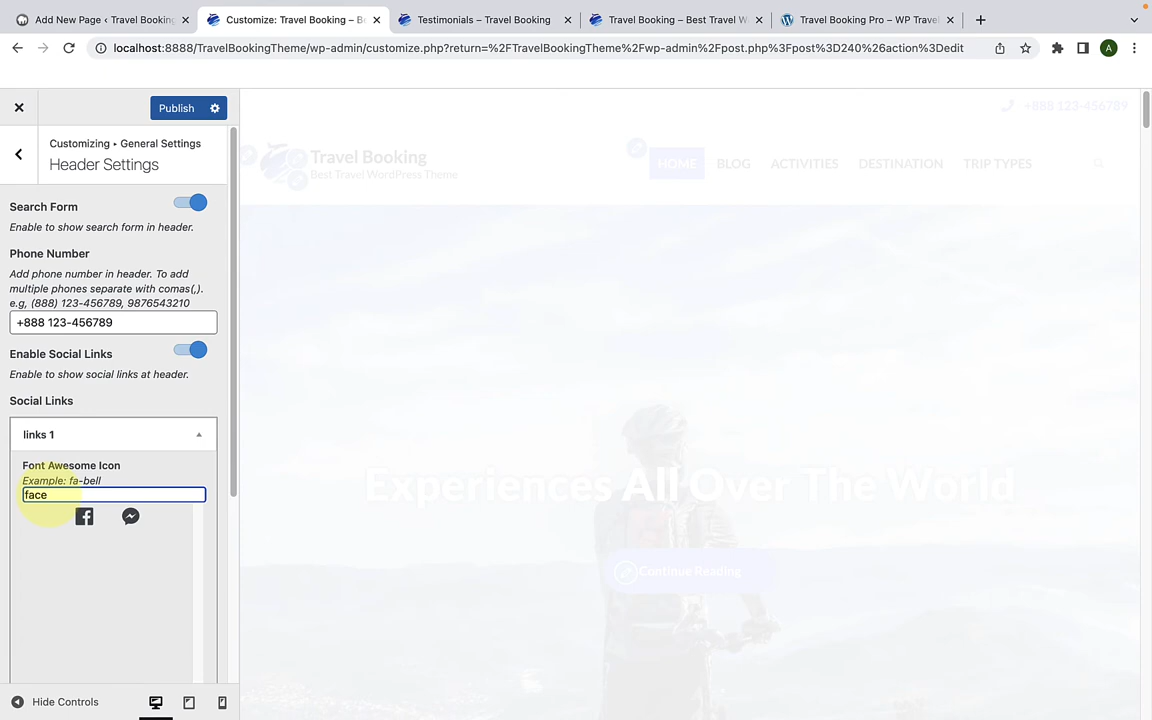 Add New Page ‹ Travel Booking
Customize: Travel Booking – B
Testimonials – Travel Booking
Travel Booking – Best Travel W
Travel Booking Pro – WP Trave
localhost:8888/TravelBookingTheme/wp-admin/customize.php?return=%2FTravelBookingTheme%2Fwp-admin%2Fpost.php%3Fpost%3D240%26action%3Dedit
A
Publish
Customizing ▸ General Settings
Header Settings
Search Form
Enable to show search form in header.
Phone Number
Add phone number in header. To add
multiple phones separate with comas(,).
e.g, (888) 123-456789, 9876543210
+888 123-456789
Enable Social Links
Enable to show social links at header.
Social Links
links 1
Font Awesome Icon
Example: fa-bell
face
Hide Controls
+888 123-456789
Travel Booking
Best Travel WordPress Theme
HOME BLOG ACTIVITIES DESTINATION TRIP TYPES
Experiences All Over The World
Continue Reading